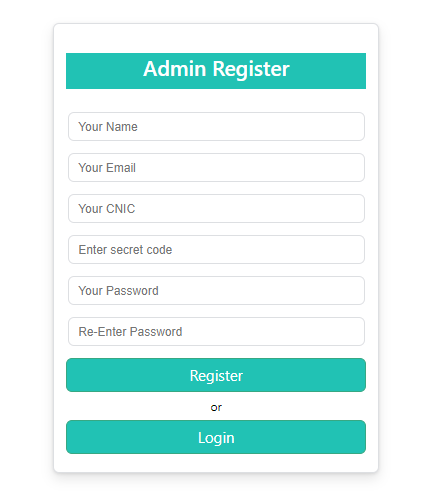 Admin Register
Your Name
Your Email
Your CNIC
Enter secret code
Your Password
Re-Enter Password
Register
or
Login